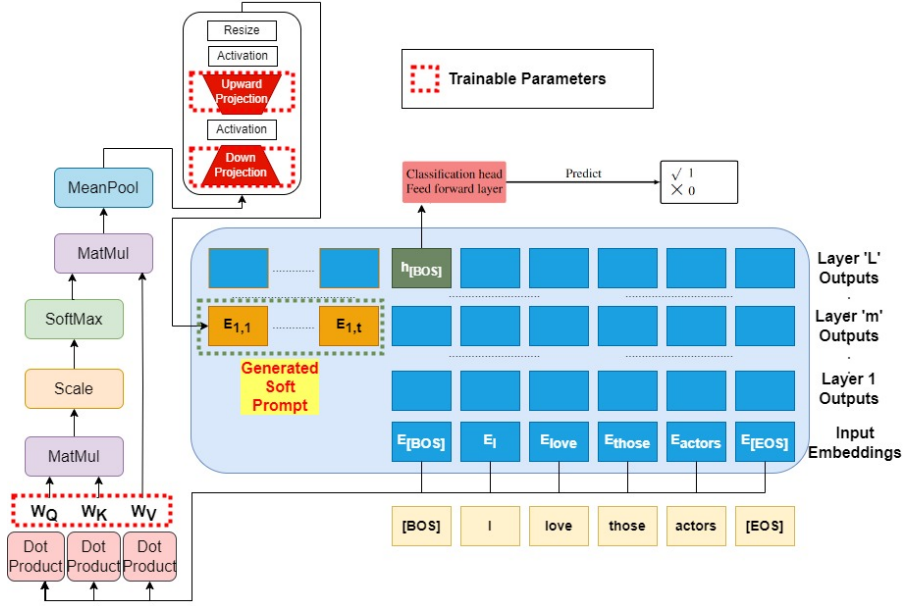 Resize
Activation
Upward
Projection
Activation
Down
Projection
Trainable Parameters
MeanPool
MatMul
SoftMax
Scale
MatMul
WQ WK WV
Dot
Product
Dot
Product
Dot
Product
Classification head
Feed forward layer
Predict
√ 1
✕ 0
h[BOS]
Layer 'L'
Outputs
E1,1
E1,t
Layer 'm'
Outputs
Generated
Soft
Prompt
Layer 1
Outputs
E[BOS] EI Elove Ethose Eactors E[EOS]
Input
Embeddings
[BOS] I love those actors [EOS]